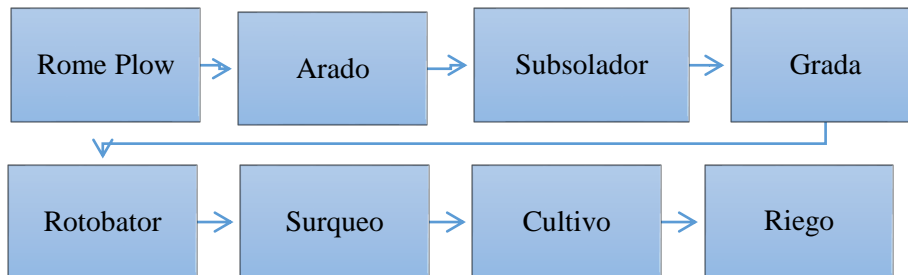 Rome Plow
Arado
Subsolador
Grada
Rotobator
Surqueo
Cultivo
Riego